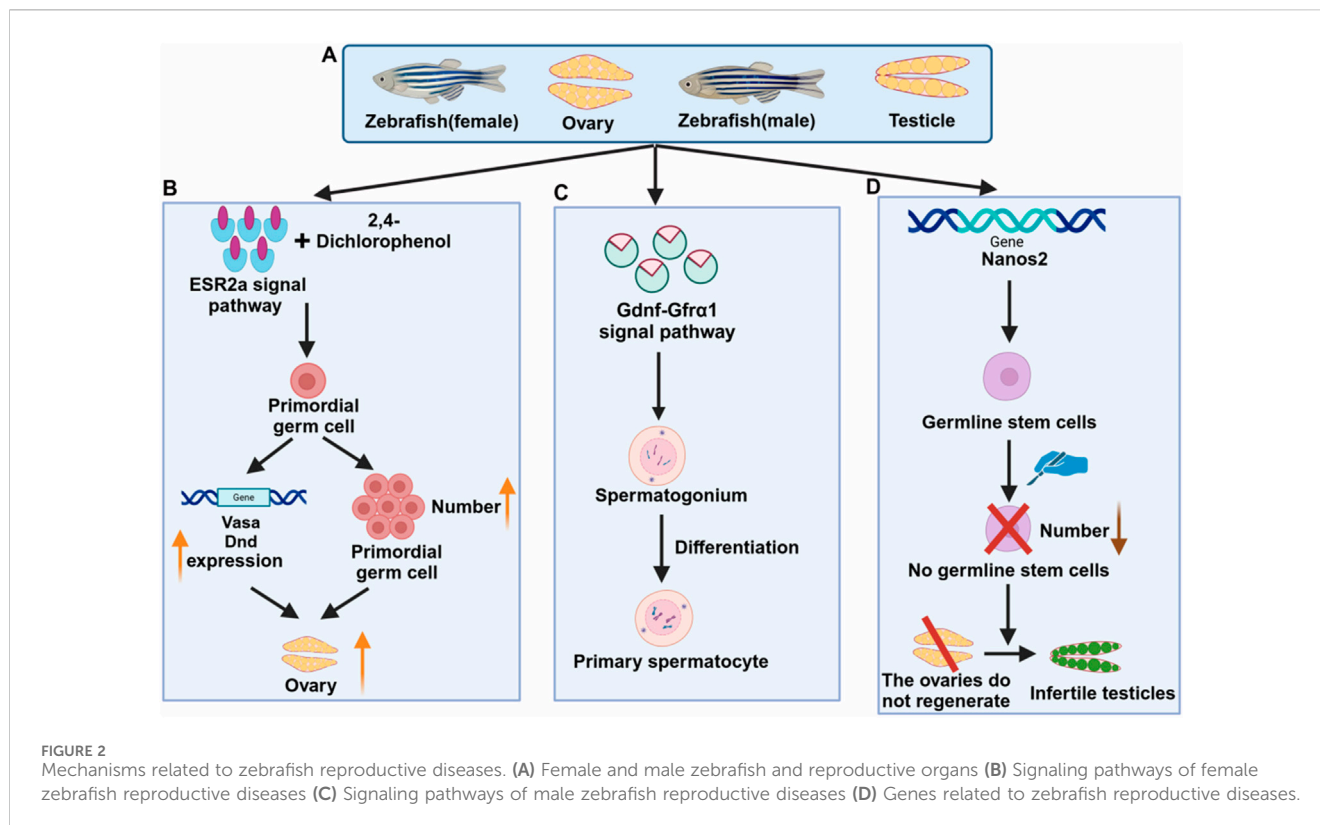 A
Zebrafish(female)
Ovary
Zebrafish(male)
Testicle
B
+
2,4-
Dichlorophenol
ESR2a signal
pathway
Primordial
germ cell
Gene
Vasa
Dnd
expression
Number
Primordial
germ cell
Ovary
C
Gdnf-Gfrα1
signal pathway
Spermatogonium
Differentiation
Primary spermatocyte
D
Gene
Nanos2
Germline stem cells
Number
No germline stem cells
The ovaries do
not regenerate
Infertile testicles
FIGURE 2
Mechanisms related to zebrafish reproductive diseases. (A) Female and male zebrafish and reproductive organs (B) Signaling pathways of female
zebrafish reproductive diseases (C) Signaling pathways of male zebrafish reproductive diseases (D) Genes related to zebrafish reproductive diseases.